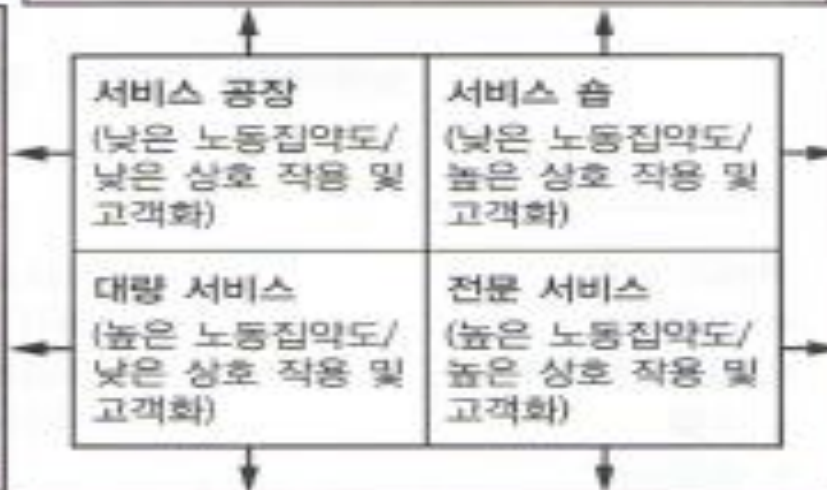 서비스 공장
(낮은 노동집약도/
낮은 상호 작용 및
고객화)
서비스 숍
(낮은 노동집약도/
높은 상호 작용 및
고객화)
대량 서비스
(높은 노동집약도/
낮은 상호 작용 및
고객화)
전문 서비스
(높은 노동집약도/
높은 상호 작용 및
고객화)